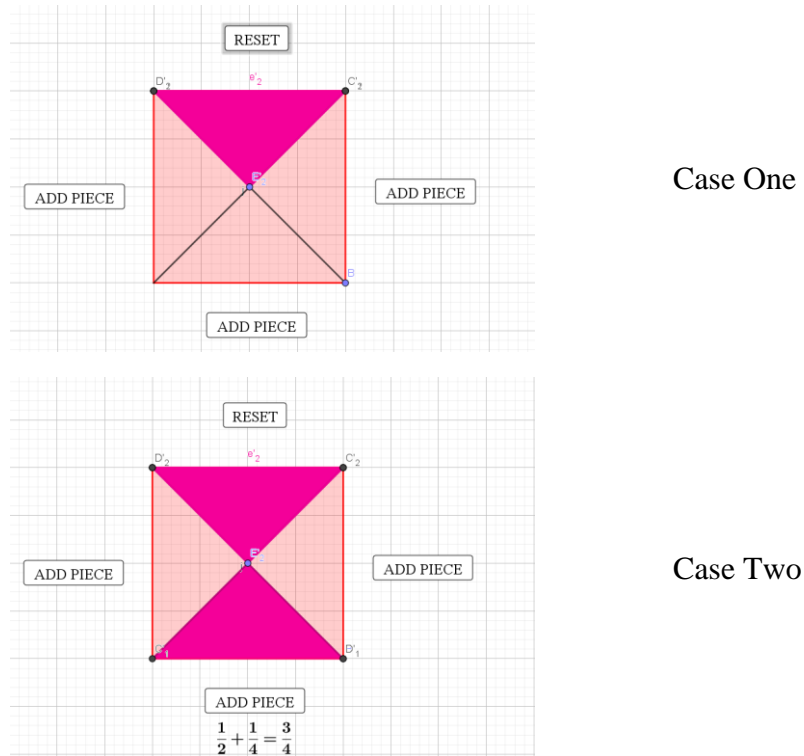 RESET
D'₂ e'₂ C'₂
Case One
E
ADD PIECE ADD PIECE
B
ADD PIECE
RESET
D'₂ e'₂ C'₂
Case Two
E
ADD PIECE ADD PIECE
ADD PIECE
1/2 + 1/4 = 3/4